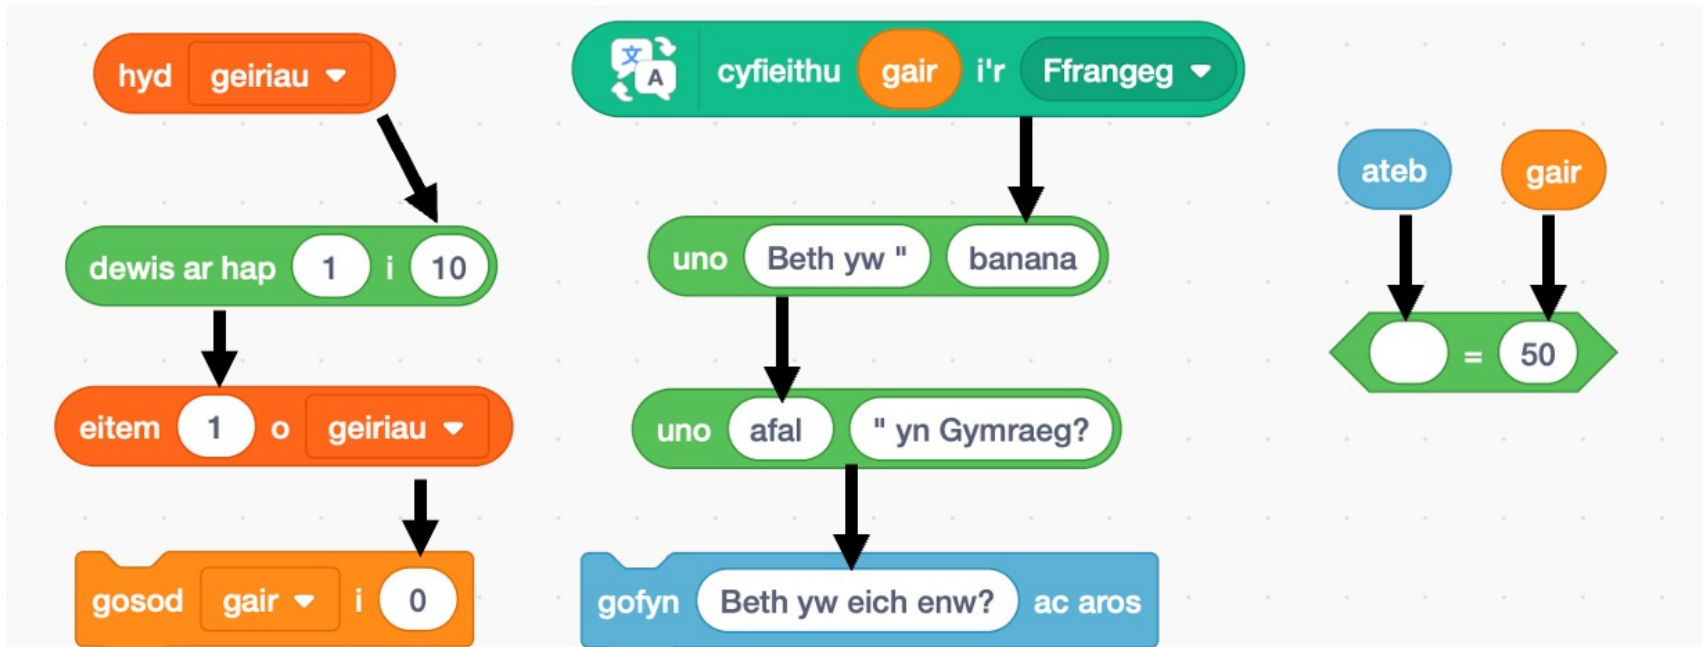 hyd geiriau
dewis ar hap 1 i 10
eitem 1 o geiriau
gosod gair i 0
文 A cyfieithu gair i'r Ffrangeg
uno Beth yw " banana
uno afal " yn Gymraeg?
gofyn Beth yw eich enw? ac aros
ateb gair
= 50